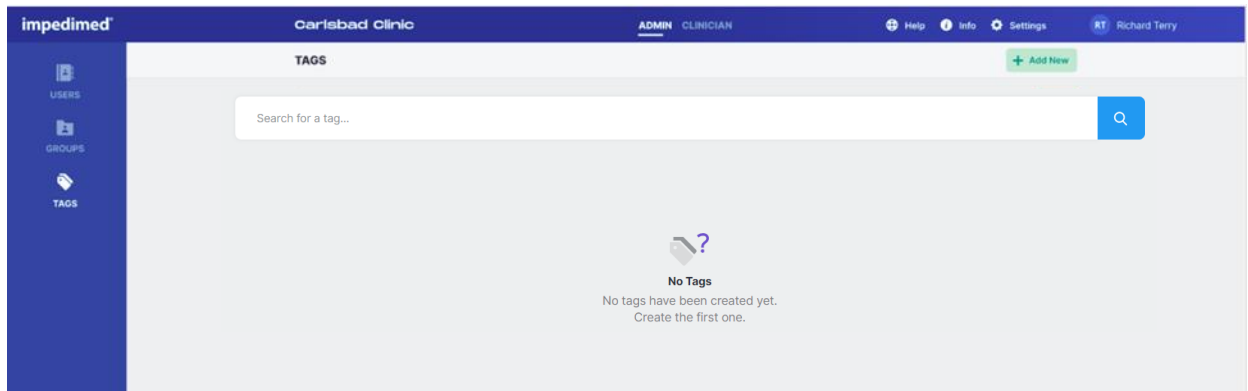 impedimed®
Carlsbad Clinic
ADMIN CLINICIAN
Help Info Settings
RT Richard Terry
TAGS
+ Add New
USERS
GROUPS
TAGS
Search for a tag...
?
No Tags
No tags have been created yet.
Create the first one.